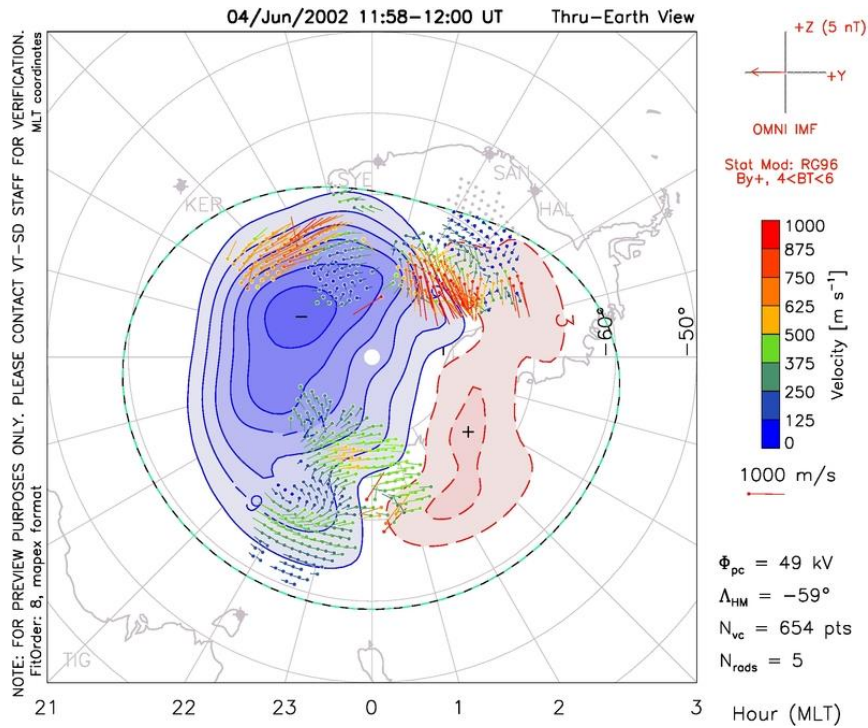 04/Jun/2002 11:58-12:00 UT
Thru-Earth View
NOTE: FOR PREVIEW PURPOSES ONLY. PLEASE CONTACT VT-SD STAFF FOR VERIFICATION.
FitOrder: 8, mapex format
MLT coordinates
+Z (5 nT)
+Y
OMNI IMF
Stat Mod: RG96
By+, 4<BT<6
KER
SYE
SAN
HAL
TIG
-60°
-50°
3
-9
-
+
1000
875
750
625
500
375
250
125
0
Velocity [m s⁻¹]
1000 m/s
Φpc = 49 kV
ΛHM = -59°
Nvc = 654 pts
Nrads = 5
21 22 23 0 1 2 3
Hour (MLT)